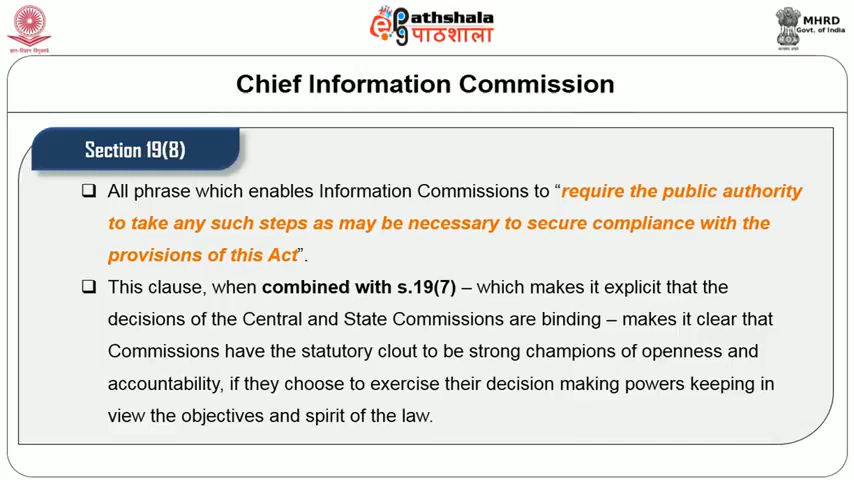 ePathshala
पाठशाला
MHRD
Govt. of India
Chief Information Commission
Section 19(8)
All phrase which enables Information Commissions to “require the public authority
to take any such steps as may be necessary to secure compliance with the
provisions of this Act”.
This clause, when combined with s.19(7) – which makes it explicit that the
decisions of the Central and State Commissions are binding – makes it clear that
Commissions have the statutory clout to be strong champions of openness and
accountability, if they choose to exercise their decision making powers keeping in
view the objectives and spirit of the law.